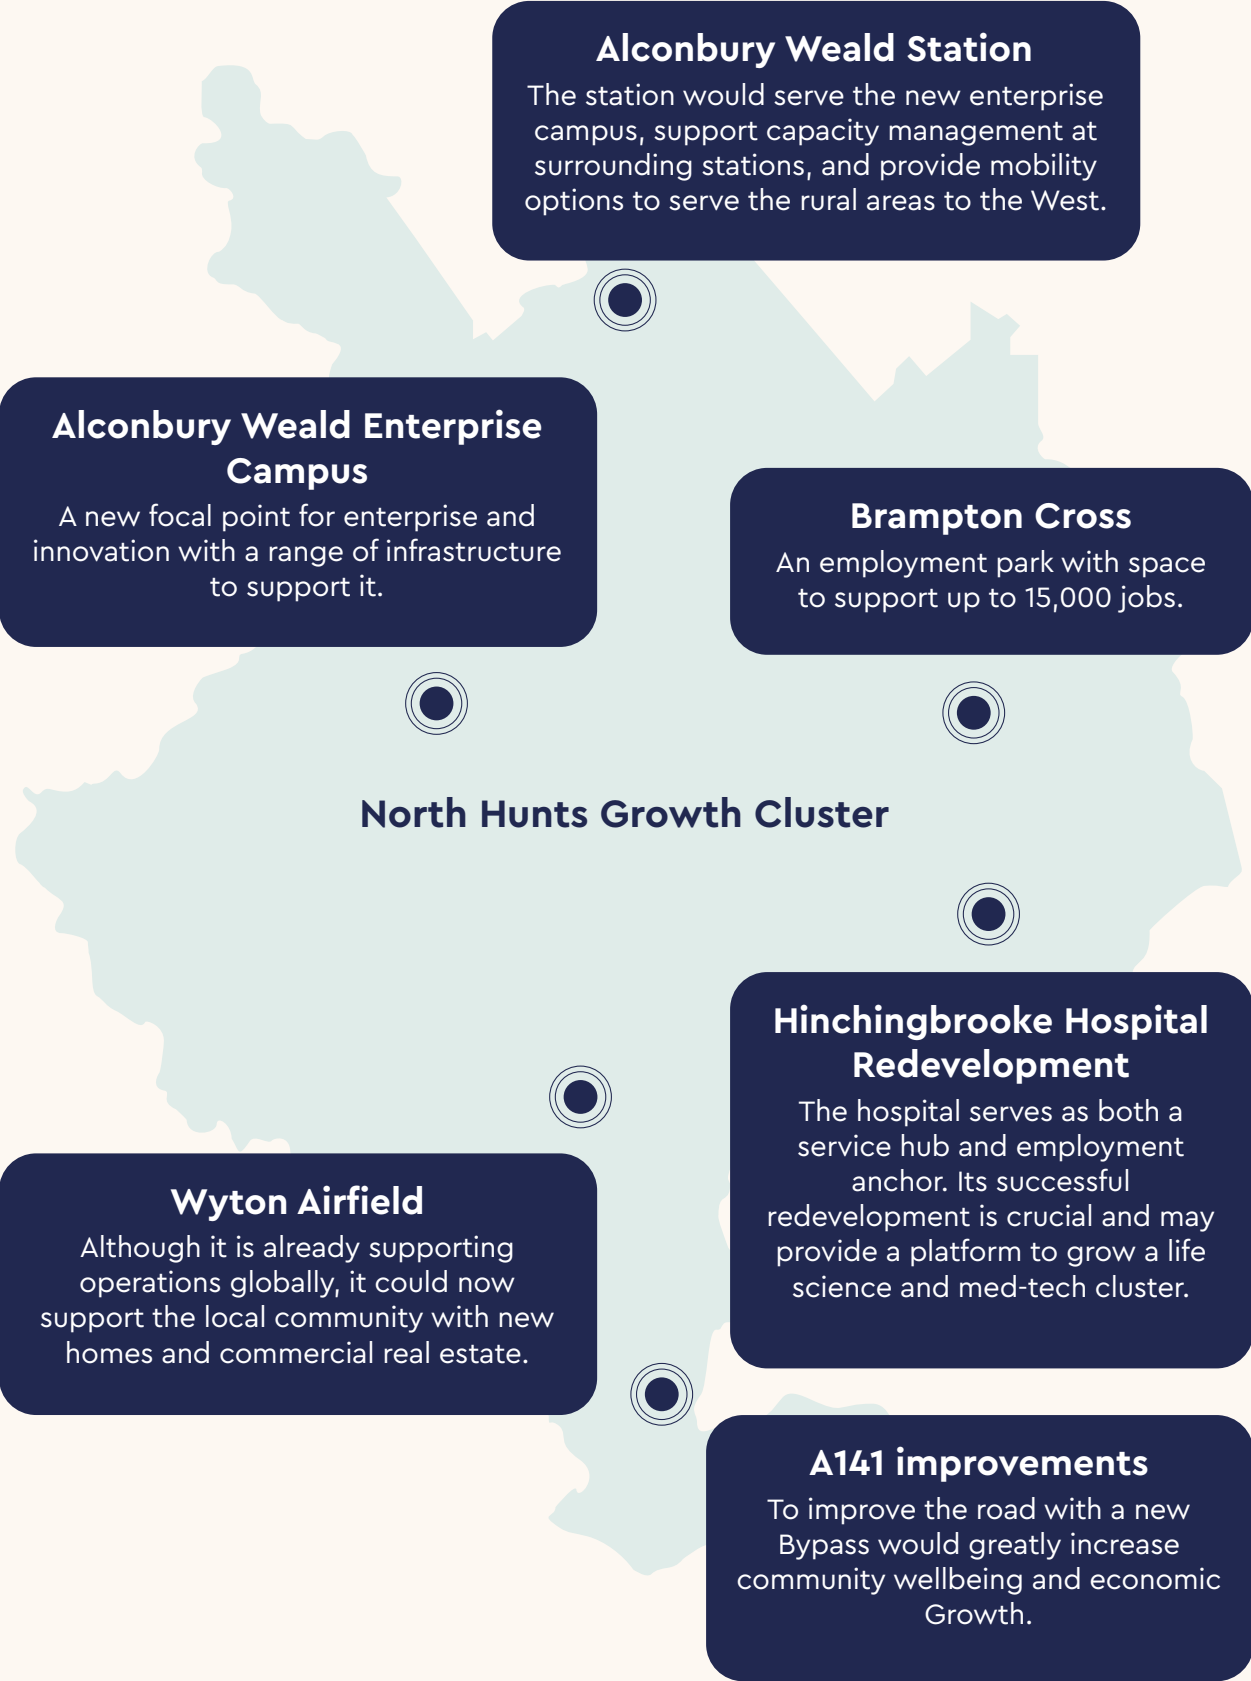 Alconbury Weald Station
The station would serve the new enterprise
campus, support capacity management at
surrounding stations, and provide mobility
options to serve the rural areas to the West.
Alconbury Weald Enterprise
Campus
A new focal point for enterprise and
innovation with a range of infrastructure
to support it.
Brampton Cross
An employment park with space
to support up to 15,000 jobs.
North Hunts Growth Cluster
Hinchingbrooke Hospital
Redevelopment
The hospital serves as both a
service hub and employment
anchor. Its successful
redevelopment is crucial and may
provide a platform to grow a life
science and med-tech cluster.
Wyton Airfield
Although it is already supporting
operations globally, it could now
support the local community with new
homes and commercial real estate.
A141 improvements
To improve the road with a new
Bypass would greatly increase
community wellbeing and economic
Growth.